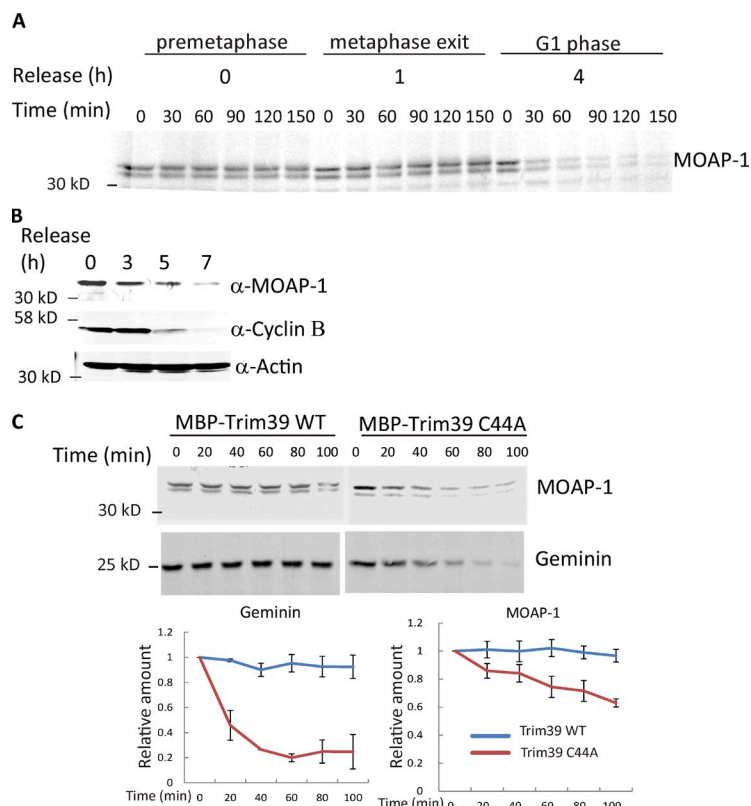 A
premetaphase metaphase exit G1 phase
Release (h) 0 1 4
Time (min) 0 30 60 90 120 150 0 30 60 90 120 150 0 30 60 90 120 150
MOAP-1
30 kD
B
Release
(h) 0 3 5 7
α-MOAP-1
30 kD
58 kD
α-Cyclin B
α-Actin
30 kD
C
MBP-Trim39 WT MBP-Trim39 C44A
Time (min) 0 20 40 60 80 100 0 20 40 60 80 100
MOAP-1
30 kD
25 kD
Geminin
Geminin
Relative amount
1.2
1
0.8
0.6
0.4
0.2
0
Time (min) 0 20 40 60 80 100
MOAP-1
Relative amount
1.2
1
0.8
0.6
0.4
0.2
0
Trim39 WT
Trim39 C44A
Time (min) 0 20 40 60 80 100